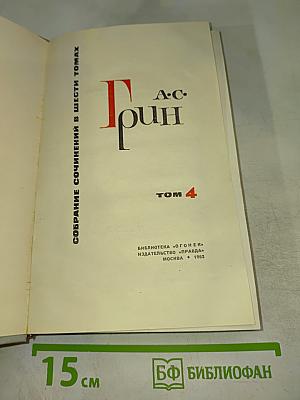 СОБРАНИЕ СОЧИНЕНИЙ В ШЕСТИ ТОМАХ
А·С·
Грин
ТОМ 4
БИБЛИОТЕКА «ОГОНЕК»
ИЗДАТЕЛЬСТВО «ПРАВДА»
МОСКВА • 1965
15 см
БФ БИБЛИОФАН